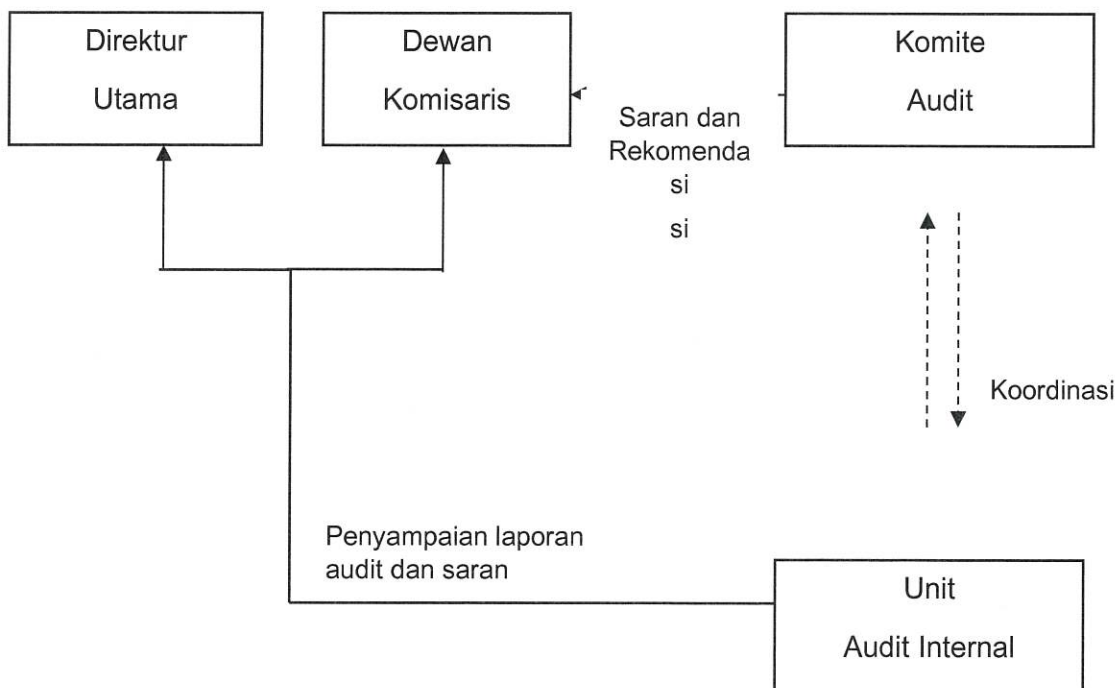 Direktur
Utama
Dewan
Komisaris
Komite
Audit
Saran dan
Rekomenda
si
si
Koordinasi
Penyampaian laporan
audit dan saran
Unit
Audit Internal